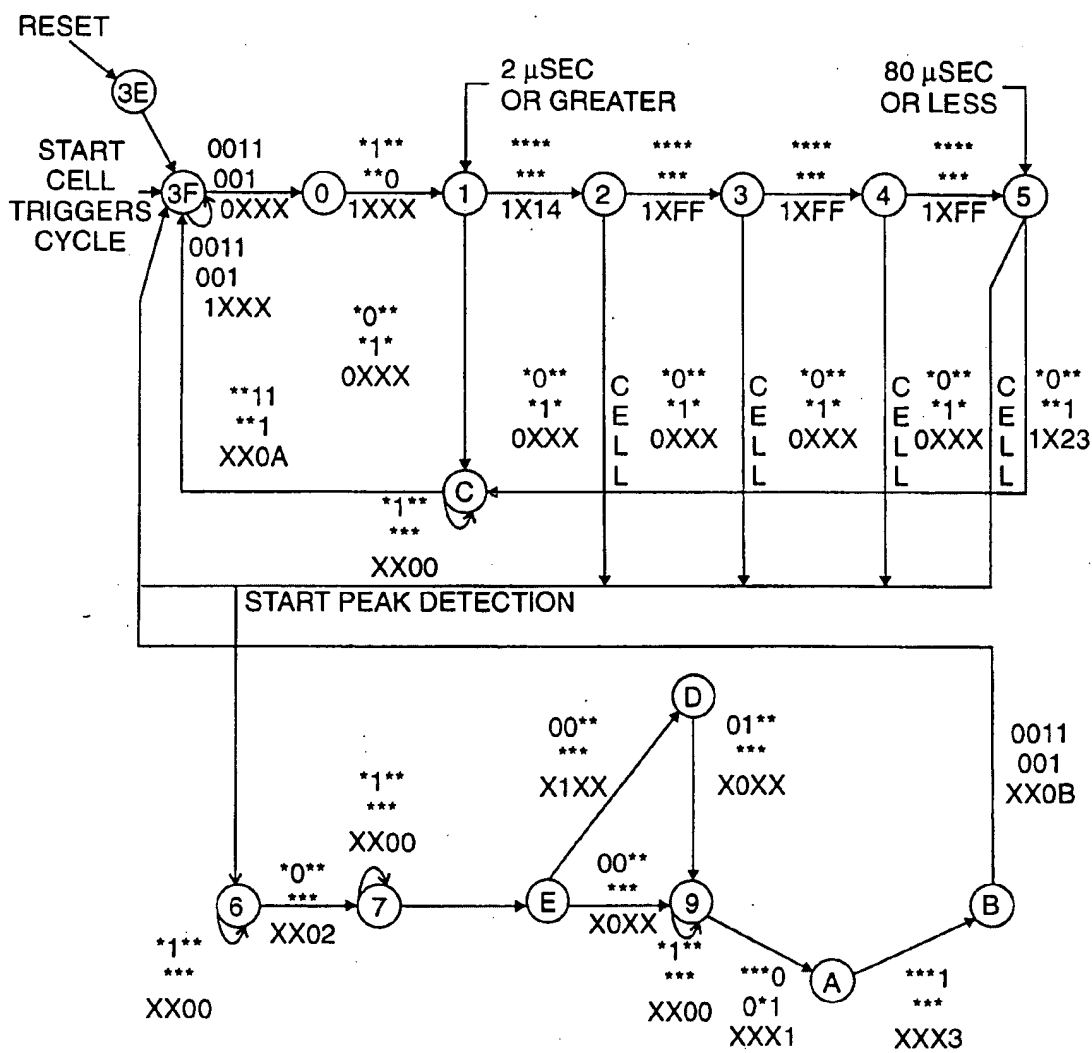 RESET
3E
2 µSEC
OR GREATER
80 µSEC
OR LESS
START
CELL
TRIGGERS
CYCLE
3F
0011
001
0XXX
0
*1**
**0
1XXX
1
****
***
1X14
2
****
***
1XFF
3
****
***
1XFF
4
****
***
1XFF
5
0011
001
1XXX
*0**
*1*
0XXX
**11
**1
XX0A
*0**
*1*
0XXX
CELL
*0**
*1*
0XXX
CELL
*0**
*1*
0XXX
CELL
*0**
*1*
0XXX
CELL
*0**
**1
1X23
C
*1**
***
XX00
START PEAK DETECTION
D
00**
***
X1XX
01**
***
X0XX
0011
001
XX0B
*1**
***
XX00
6
*0**
***
XX02
7
E
00**
***
X0XX
9
B
*1**
***
XX00
*1**
***
XX00
***0
0*1
XXX1
A
***1
***
XXX3